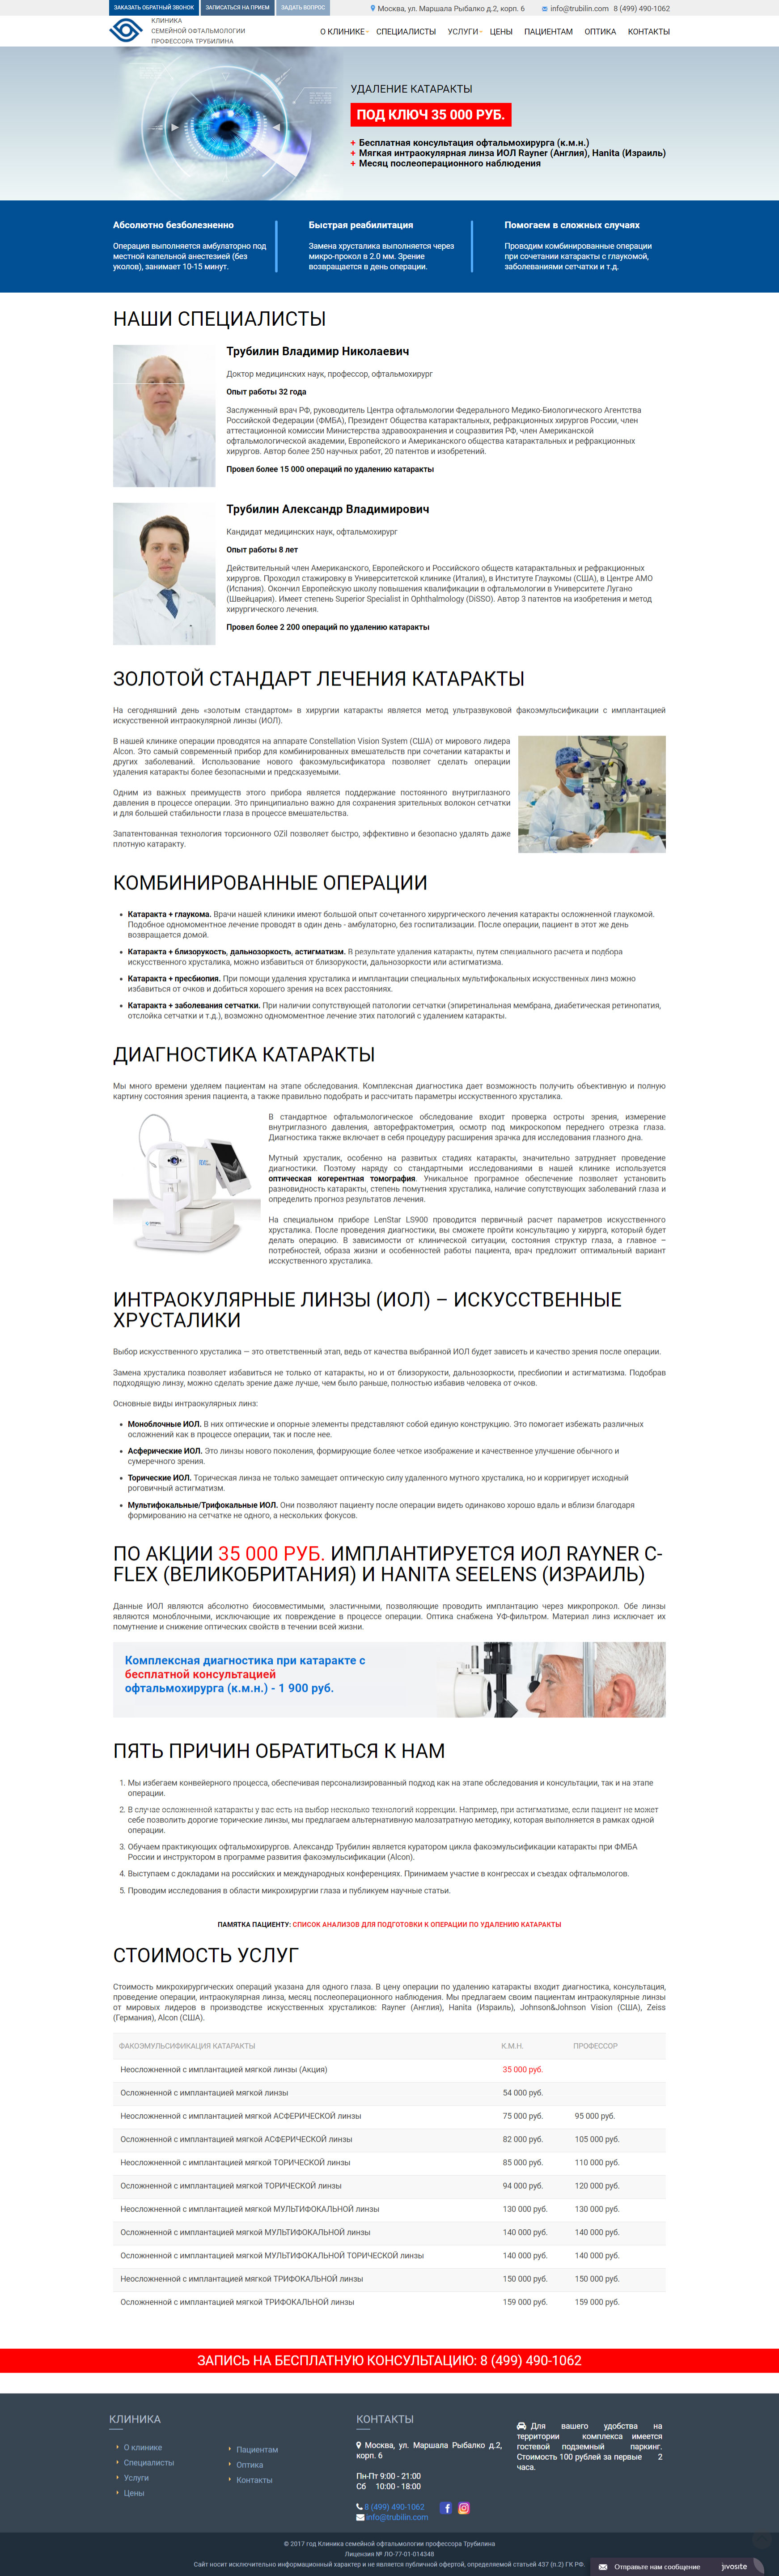 ЗАКАЗАТЬ ОБРАТНЫЙ ЗВОНОК
ЗАПИСАТЬСЯ НА ПРИЕМ
ЗАДАТЬ ВОПРОС
Москва, ул. Маршала Рыбалко д.2, корп. 6
info@trubilin.com
8 (499) 490-1062
КЛИНИКА
СЕМЕЙНОЙ ОФТАЛЬМОЛОГИИ
ПРОФЕССОРА ТРУБИЛИНА
О КЛИНИКЕ СПЕЦИАЛИСТЫ УСЛУГИ ЦЕНЫ ПАЦИЕНТАМ ОПТИКА КОНТАКТЫ
УДАЛЕНИЕ КАТАРАКТЫ
ПОД КЛЮЧ 35 000 РУБ.
+ Бесплатная консультация офтальмохирурга (к.м.н.)
+ Мягкая интраокулярная линза ИОЛ Rayner (Англия), Hanita (Израиль)
+ Месяц послеоперационного наблюдения
Абсолютно безболезненно
Операция выполняется амбулаторно под
местной капельной анестезией (без
уколов), занимает 10-15 минут.
Быстрая реабилитация
Замена хрусталика выполняется через
микро-прокол в 2.0 мм. Зрение
возвращается в день операции.
Помогаем в сложных случаях
Проводим комбинированные операции
при сочетании катаракты с глаукомой,
заболеваниями сетчатки и т.д.
НАШИ СПЕЦИАЛИСТЫ
Трубилин Владимир Николаевич
Доктор медицинских наук, профессор, офтальмохирург
Опыт работы 32 года
Заслуженный врач РФ, руководитель Центра офтальмологии Федерального Медико-Биологического Агентства
Российской Федерации (ФМБА), Президент Общества катарактальных, рефракционных хирургов России, член
аттестационной комиссии Министерства здравоохранения и соцразвития РФ, член Американской
офтальмологической академии, Европейского и Американского общества катарактальных и рефракционных
хирургов. Автор более 250 научных работ, 20 патентов и изобретений.
Провел более 15 000 операций по удалению катаракты
Трубилин Александр Владимирович
Кандидат медицинских наук, офтальмохирург
Опыт работы 8 лет
Действительный член Американского, Европейского и Российского обществ катарактальных и рефракционных
хирургов. Проходил стажировку в Университетской клинике (Италия), в Институте Глаукомы (США), в Центре АМО
(Испания). Окончил Европейскую школу повышения квалификации в офтальмологии в Университете Лугано
(Швейцария). Имеет степень Superior Specialist in Ophthalmology (DiSSO). Автор 3 патентов на изобретения и метод
хирургического лечения.
Провел более 2 200 операций по удалению катаракты
ЗОЛОТОЙ СТАНДАРТ ЛЕЧЕНИЯ КАТАРАКТЫ
На сегодняшний день «золотым стандартом» в хирургии катаракты является метод ультразвуковой факоэмульсификации с имплантацией
искусственной интраокулярной линзы (ИОЛ).
В нашей клинике операции проводятся на аппарате Constellation Vision System (США) от мирового лидера
Alcon. Это самый современный прибор для комбинированных вмешательств при сочетании катаракты и
других заболеваний. Использование нового факоэмульсификатора позволяет сделать операции
удаления катаракты более безопасными и предсказуемыми.
Одним из важных преимуществ этого прибора является поддержание постоянного внутриглазного
давления в процессе операции. Это принципиально важно для сохранения зрительных волокон сетчатки
и для большей стабильности глаза в процессе вмешательства.
Запатентованная технология торсионного OZil позволяет быстро, эффективно и безопасно удалять даже
плотную катаракту.
КОМБИНИРОВАННЫЕ ОПЕРАЦИИ
• Катаракта + глаукома. Врачи нашей клиники имеют большой опыт сочетанного хирургического лечения катаракты осложненной глаукомой.
Подобное одномоментное лечение проводят в один день - амбулаторно, без госпитализации. После операции, пациент в этот же день
возвращается домой.
• Катаракта + близорукость, дальнозоркость, астигматизм. В результате удаления катаракты, путем специального расчета и подбора
искусственного хрусталика, можно избавиться от близорукости, дальнозоркости или астигматизма.
• Катаракта + пресбиопия. При помощи удаления хрусталика и имплантации специальных мультифокальных искусственных линз можно
избавиться от очков и добиться хорошего зрения на всех расстояниях.
• Катаракта + заболевания сетчатки. При наличии сопутствующей патологии сетчатки (эпиретинальная мембрана, диабетическая ретинопатия,
отслойка сетчатки и т.д.), возможно одномоментное лечение этих патологий с удалением катаракты.
ДИАГНОСТИКА КАТАРАКТЫ
Мы много времени уделяем пациентам на этапе обследования. Комплексная диагностика дает возможность получить объективную и полную
картину состояния зрения пациента, а также правильно подобрать и рассчитать параметры исскуственного хрусталика.
В стандартное офтальмологическое обследование входит проверка остроты зрения, измерение
внутриглазного давления, авторефрактометрия, осмотр под микроскопом переднего отрезка глаза.
Диагностика также включает в себя процедуру расширения зрачка для исследования глазного дна.
Мутный хрусталик, особенно на развитых стадиях катаракты, значительно затрудняет проведение
диагностики. Поэтому наряду со стандартными исследованиями в нашей клинике используется
оптическая когерентная томография. Уникальное програмное обеспечение позволяет установить
разновидность катаракты, степень помутнения хрусталика, наличие сопутствующих заболеваний глаза и
определить прогноз результатов лечения.
На специальном приборе LenStar LS900 проводится первичный расчет параметров искусственного
хрусталика. После проведения диагностики, вы сможете пройти консультацию у хирурга, который будет
делать операцию. В зависимости от клинической ситуации, состояния структур глаза, а главное –
потребностей, образа жизни и особенностей работы пациента, врач предложит оптимальный вариант
исскуственного хрусталика.
ИНТРАОКУЛЯРНЫЕ ЛИНЗЫ (ИОЛ) – ИСКУССТВЕННЫЕ
ХРУСТАЛИКИ
Выбор искусственного хрусталика — это ответственный этап, ведь от качества выбранной ИОЛ будет зависеть и качество зрения после операции.
Замена хрусталика позволяет избавиться не только от катаракты, но и от близорукости, дальнозоркости, пресбиопии и астигматизма. Подобрав
подходящую линзу, можно сделать зрение даже лучше, чем было раньше, полностью избавив человека от очков.
Основные виды интраокулярных линз:
• Моноблочные ИОЛ. В них оптические и опорные элементы представляют собой единую конструкцию. Это помогает избежать различных
осложнений как в процессе операции, так и после нее.
• Асферические ИОЛ. Это линзы нового поколения, формирующие более четкое изображение и качественное улучшение обычного и
сумеречного зрения.
• Торические ИОЛ. Торическая линза не только замещает оптическую силу удаленного мутного хрусталика, но и корригирует исходный
роговичный астигматизм.
• Мультифокальные/Трифокальные ИОЛ. Они позволяют пациенту после операции видеть одинаково хорошо вдаль и вблизи благодаря
формированию на сетчатке не одного, а нескольких фокусов.
ПО АКЦИИ 35 000 РУБ. ИМПЛАНТИРУЕТСЯ ИОЛ RAYNER C-
FLEX (ВЕЛИКОБРИТАНИЯ) И HANITA SEELENS (ИЗРАИЛЬ)
Данные ИОЛ являются абсолютно биосовместимыми, эластичными, позволяющие проводить имплантацию через микропрокол. Обе линзы
являются моноблочными, исключающие их повреждение в процессе операции. Оптика снабжена УФ-фильтром. Материал линз исключает их
помутнение и снижение оптических свойств в течении всей жизни.
Комплексная диагностика при катаракте с
бесплатной консультацией
офтальмохирурга (к.м.н.) - 1 900 руб.
ПЯТЬ ПРИЧИН ОБРАТИТЬСЯ К НАМ
1. Мы избегаем конвейерного процесса, обеспечивая персонализированный подход как на этапе обследования и консультации, так и на этапе
операции.
2. В случае осложненной катаракты у вас есть на выбор несколько технологий коррекции. Например, при астигматизме, если пациент не может
себе позволить дорогие торические линзы, мы предлагаем альтернативную малозатратную методику, которая выполняется в рамках одной
операции.
3. Обучаем практикующих офтальмохирургов. Александр Трубилин является куратором цикла факоэмульсификации катаракты при ФМБА
России и инструктором в программе развития факоэмульсификации (Alcon).
4. Выступаем с докладами на российских и международных конференциях. Принимаем участие в конгрессах и съездах офтальмологов.
5. Проводим исследования в области микрохирургии глаза и публикуем научные статьи.
ПАМЯТКА ПАЦИЕНТУ: СПИСОК АНАЛИЗОВ ДЛЯ ПОДГОТОВКИ К ОПЕРАЦИИ ПО УДАЛЕНИЮ КАТАРАКТЫ
СТОИМОСТЬ УСЛУГ
Стоимость микрохирургических операций указана для одного глаза. В цену операции по удалению катаракты входит диагностика, консультация,
проведение операции, интраокулярная линза, месяц послеоперационного наблюдения. Мы предлагаем своим пациентам интраокулярные линзы
от мировых лидеров в производстве искусственных хрусталиков: Rayner (Англия), Hanita (Израиль), Johnson&Johnson Vision (США), Zeiss
(Германия), Alcon (США).
ФАКОЭМУЛЬСИФИКАЦИЯ КАТАРАКТЫ К.М.Н. ПРОФЕССОР
Неосложненной с имплантацией мягкой линзы (Акция) 35 000 руб.
Осложненной с имплантацией мягкой линзы 54 000 руб.
Неосложненной с имплантацией мягкой АСФЕРИЧЕСКОЙ линзы 75 000 руб. 95 000 руб.
Осложненной с имплантацией мягкой АСФЕРИЧЕСКОЙ линзы 82 000 руб. 105 000 руб.
Неосложненной с имплантацией мягкой ТОРИЧЕСКОЙ линзы 85 000 руб. 110 000 руб.
Осложненной с имплантацией мягкой ТОРИЧЕСКОЙ линзы 94 000 руб. 120 000 руб.
Неосложненной с имплантацией мягкой МУЛЬТИФОКАЛЬНОЙ линзы 130 000 руб. 130 000 руб.
Осложненной с имплантацией мягкой МУЛЬТИФОКАЛЬНОЙ линзы 140 000 руб. 140 000 руб.
Осложненной с имплантацией мягкой МУЛЬТИФОКАЛЬНОЙ ТОРИЧЕСКОЙ линзы 140 000 руб. 140 000 руб.
Неосложненной с имплантацией мягкой ТРИФОКАЛЬНОЙ линзы 150 000 руб. 150 000 руб.
Осложненной с имплантацией мягкой ТРИФОКАЛЬНОЙ линзы 159 000 руб. 159 000 руб.
ЗАПИСЬ НА БЕСПЛАТНУЮ КОНСУЛЬТАЦИЮ: 8 (499) 490-1062
КЛИНИКА
О клинике
Специалисты
Услуги
Цены
Пациентам
Оптика
Контакты
КОНТАКТЫ
Москва, ул. Маршала Рыбалко д.2,
корп. 6
Пн-Пт 9:00 - 21:00
Сб 10:00 - 18:00
8 (499) 490-1062
info@trubilin.com
Для вашего удобства на
территории комплекса имеется
гостевой подземный паркинг.
Стоимость 100 рублей за первые 2
часа.
© 2017 год Клиника семейной офтальмологии профессора Трубилина
Лицензия № ЛО-77-01-014348
Сайт носит исключительно информационный характер и не является публичной офертой, определяемой статьей 437 (п.2) ГК РФ.
Отправьте нам сообщение
jivosite